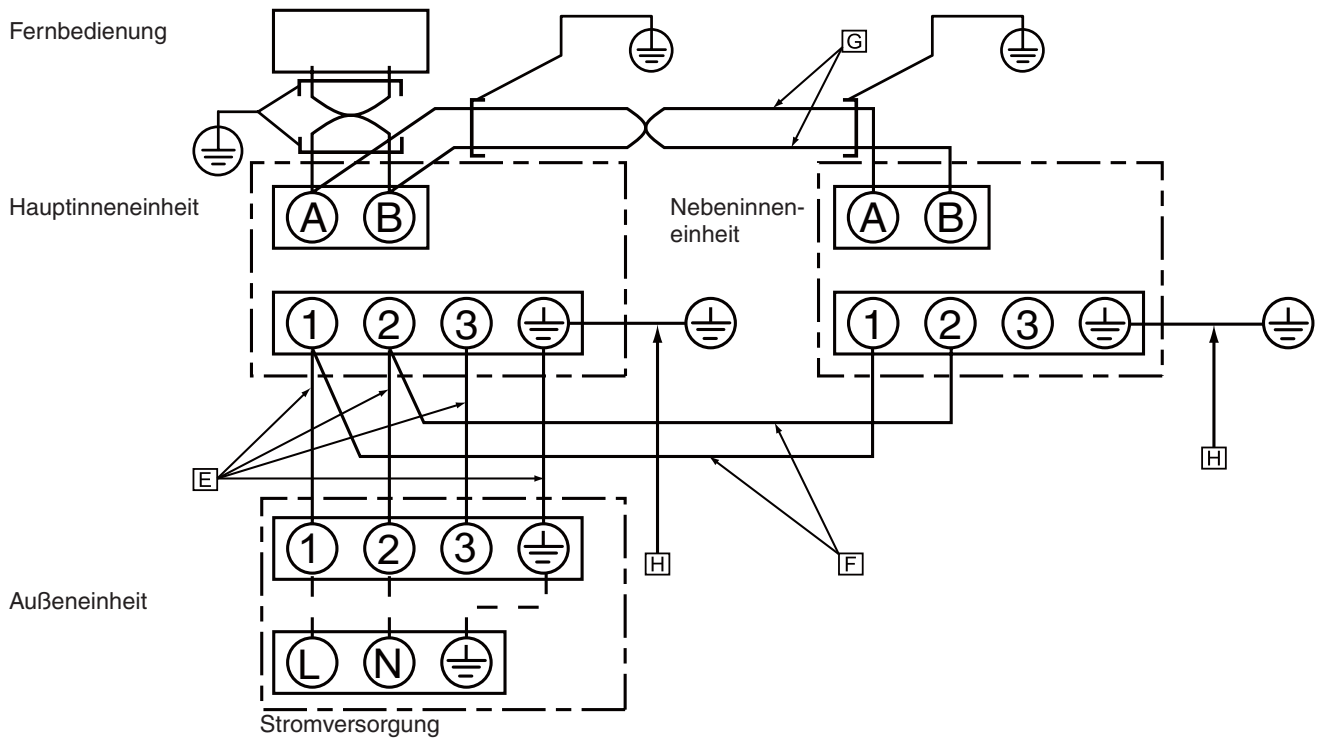 Fernbedienung
G
Hauptinneneinheit
A B
Nebeninnen-
einheit
A B
1 2 3
1 2 3
E
H
F
H
1 2 3
Außeneinheit
L N
Stromversorgung